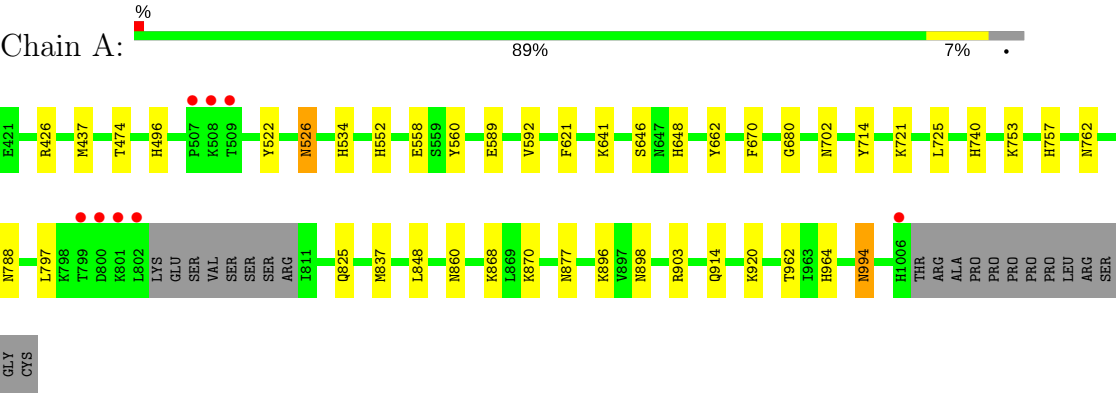 %
Chain A:
89% 7% •
E421 R426 M437 T474 H496 P507 K508 T509 Y522 N526 H534 H552 E558 S559 Y560 E589 V592 F621 K641 S646 N647 H648 Y662 F670 G680 N702 Y714 K721 L725 H740 K753 H757 N762
N788 L797 K798 T799 D800 K801 L802 LYS GLU SER VAL SER SER SER ARG I811 Q825 M837 L848 N860 K868 L869 K870 N877 K896 V897 N898 R903 Q914 K920 T962 I963 H964 N994 H1006 THR ARG ALA PRO PRO PRO PRO PRO LEU ARG SER
GLY CYS